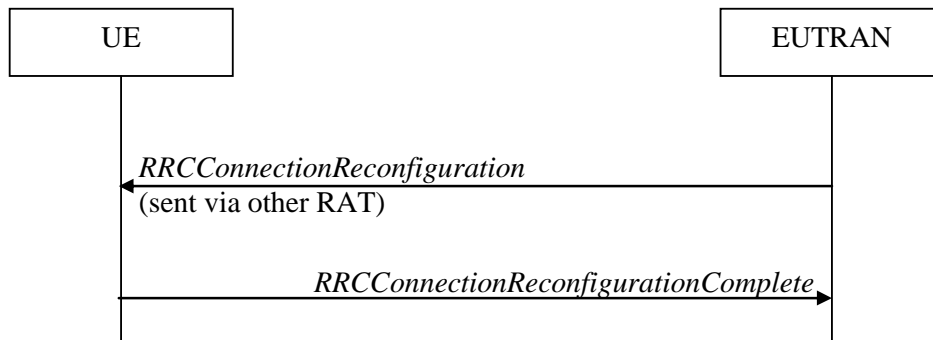 UE
EUTRAN
RRCConnectionReconfiguration
(sent via other RAT)
RRCConnectionReconfigurationComplete